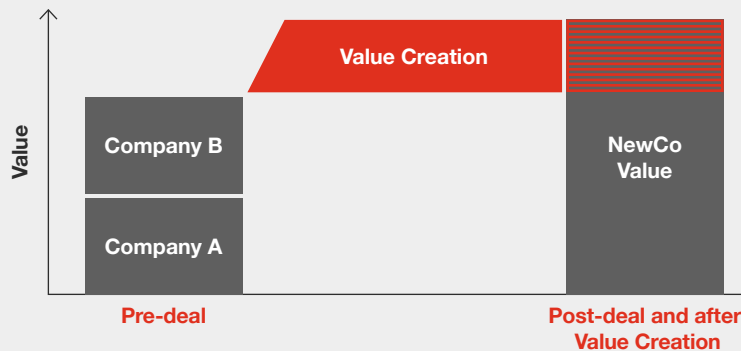 Value
Value Creation
Company B
Company A
NewCo
Value
Pre-deal
Post-deal and after
Value Creation